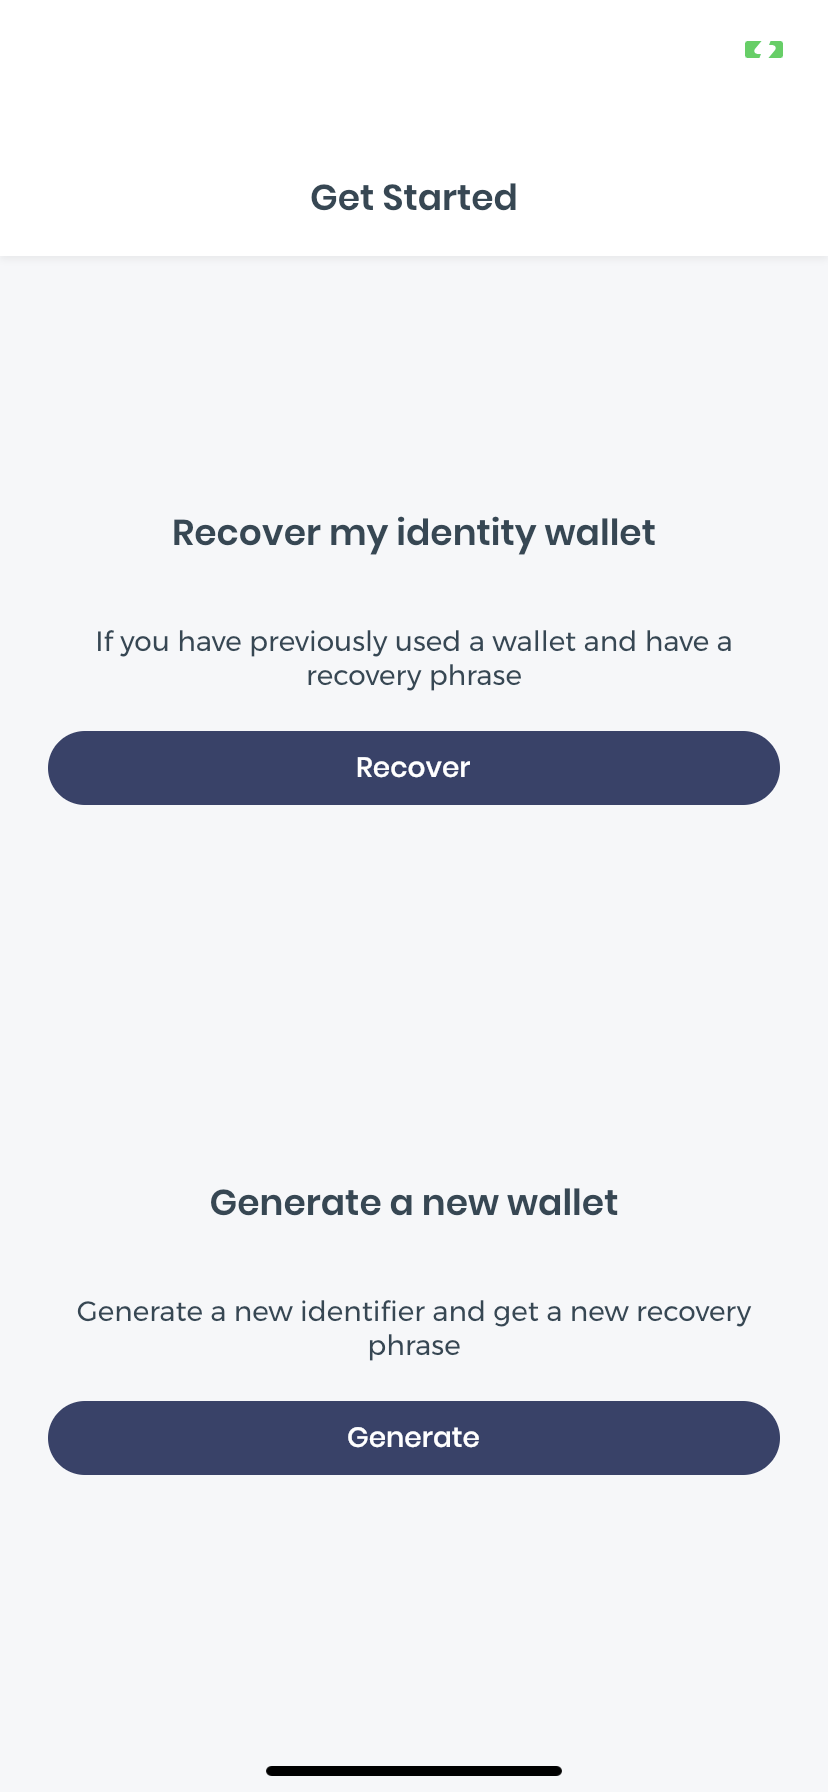 Get Started
Recover my identity wallet
If you have previously used a wallet and have a
recovery phrase
Recover
Generate a new wallet
Generate a new identifier and get a new recovery
phrase
Generate